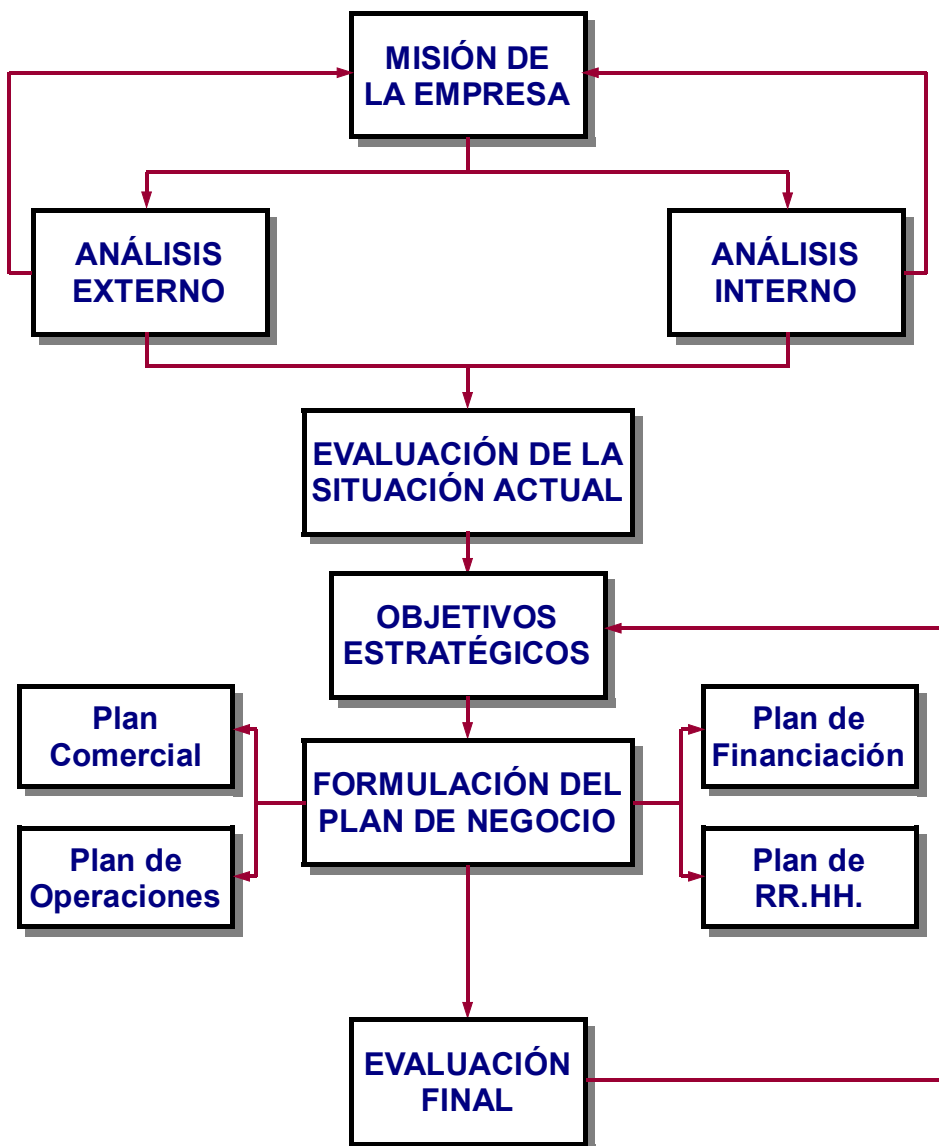 MISIÓN DE
LA EMPRESA
ANÁLISIS
EXTERNO
ANÁLISIS
INTERNO
EVALUACIÓN DE LA
SITUACIÓN ACTUAL
OBJETIVOS
ESTRATÉGICOS
Plan
Comercial
Plan de
Financiación
FORMULACIÓN DEL
PLAN DE NEGOCIO
Plan de
Operaciones
Plan de
RR.HH.
EVALUACIÓN
FINAL